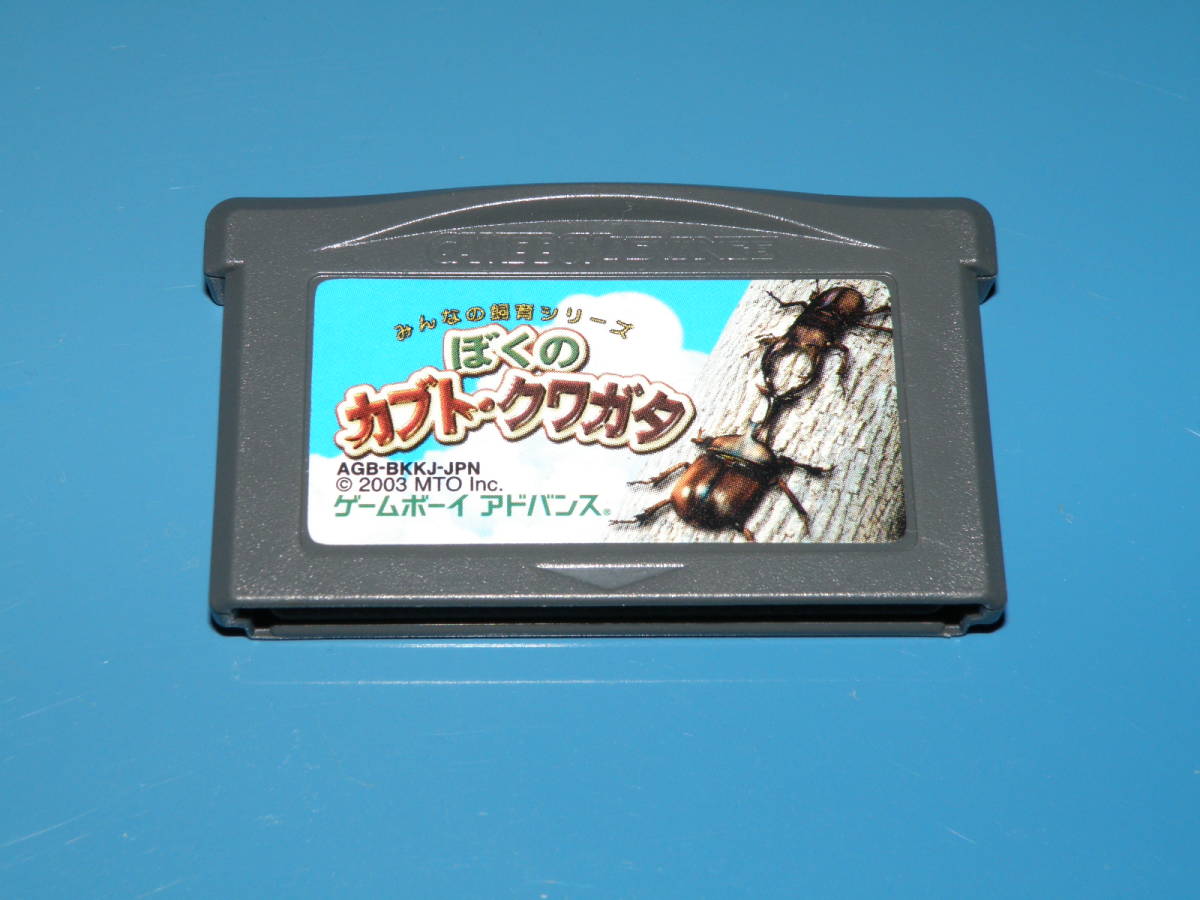 GAME BOY ADVANCE
みんなの飼育シリーズ
ぼくの
カブト・クワガタ
AGB-BKKJ-JPN
© 2003 MTO Inc.
ゲームボーイ アドバンス®